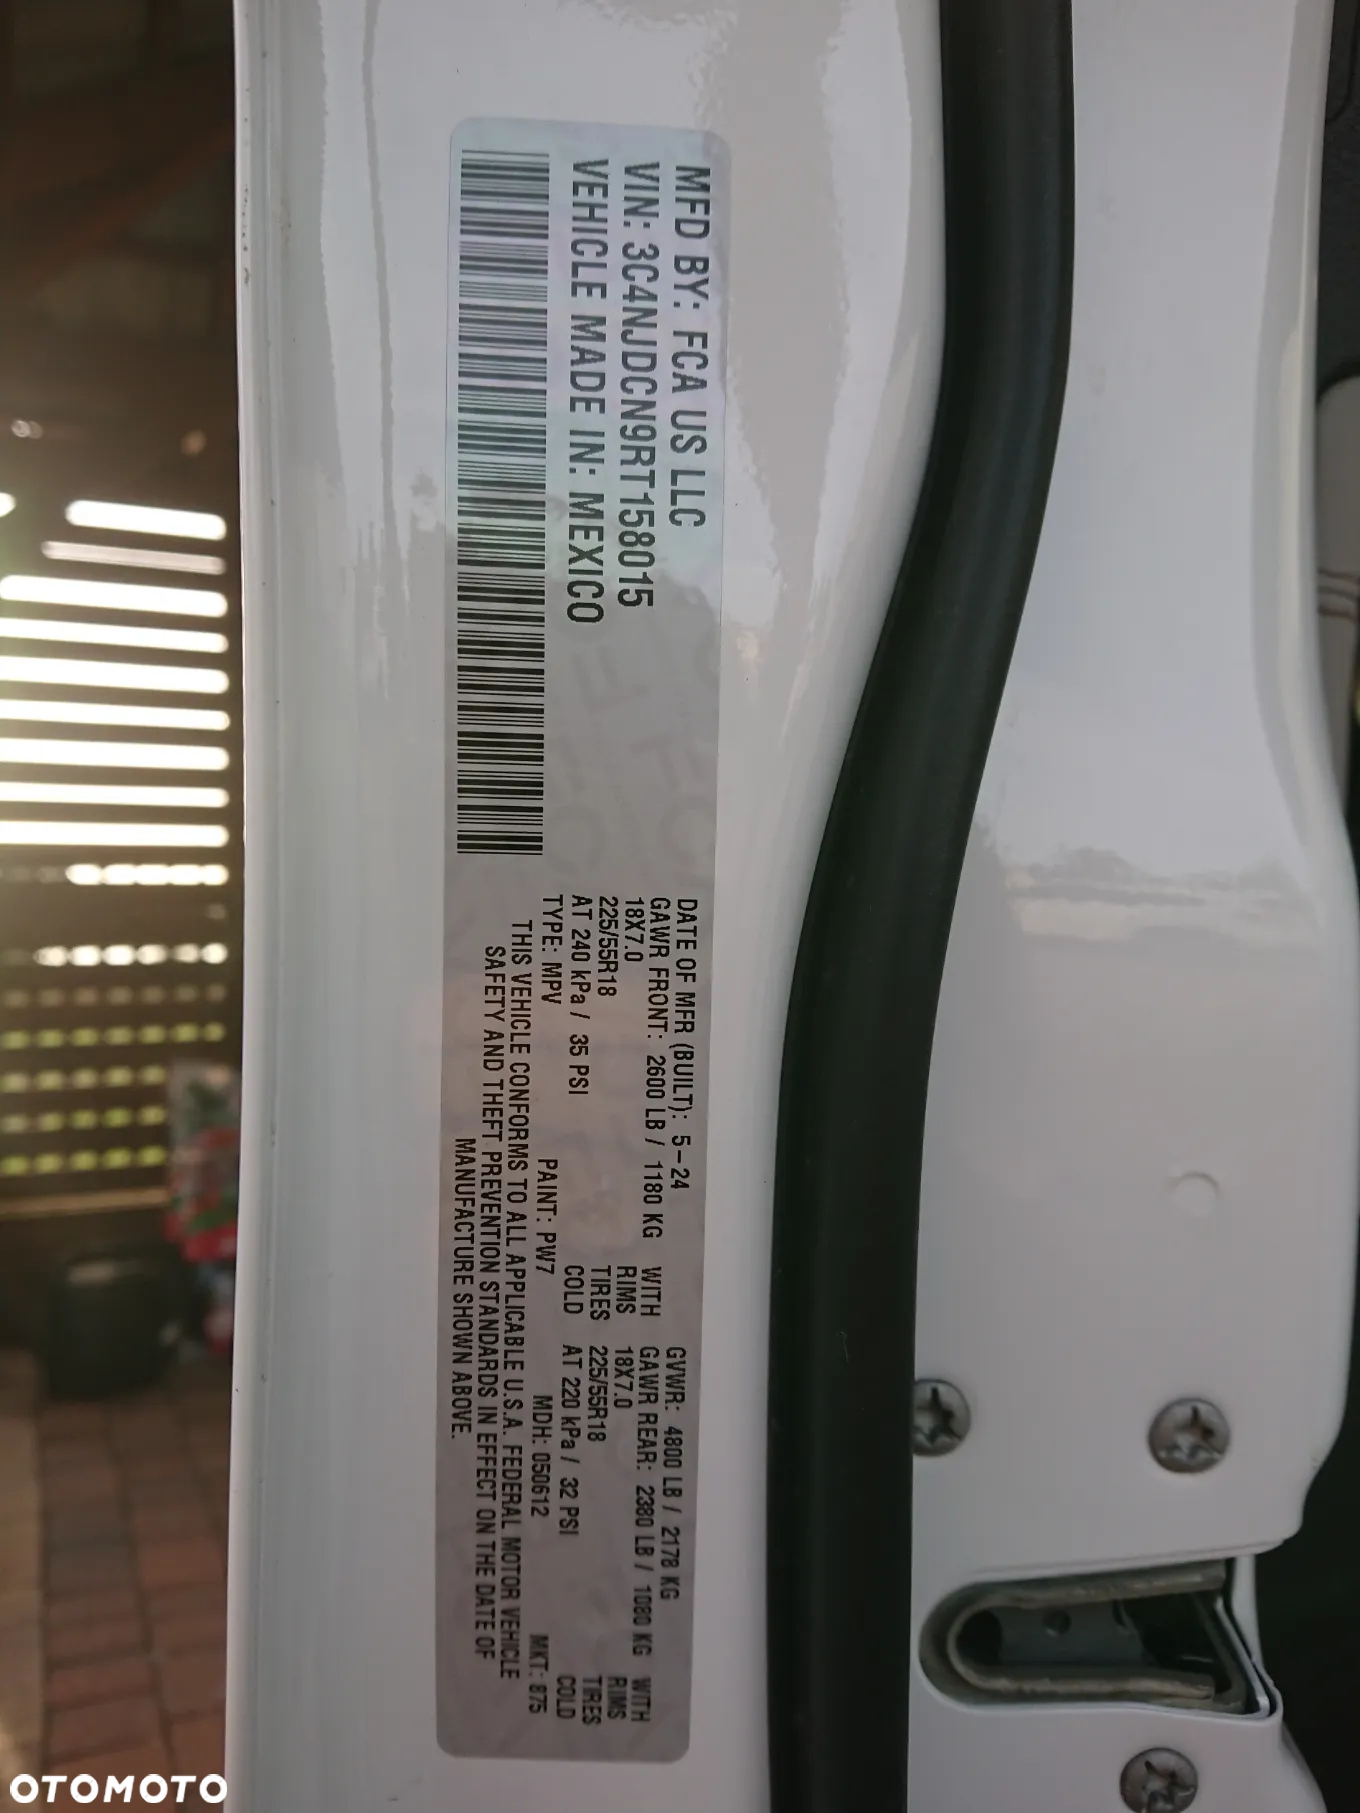 MFD BY: FCA US LLC
VIN: 3C4NJDCN9RT158015
VEHICLE MADE IN: MEXICO
DATE OF MFR (BUILT): 5-24 GVWR: 4800 LB / 2178 KG
GAWR FRONT: 2600 LB / 1180 KG WITH GAWR REAR: 2380 LB / 1080 KG WITH
18X7.0 RIMS 18X7.0 RIMS
225/55R18 TIRES 225/55R18 TIRES
AT 240 kPa / 35 PSI COLD AT 220 kPa / 32 PSI COLD
TYPE: MPV PAINT: PW7 MDH: 050612 MKT: 875
THIS VEHICLE CONFORMS TO ALL APPLICABLE U.S.A. FEDERAL MOTOR VEHICLE
SAFETY AND THEFT PREVENTION STANDARDS IN EFFECT ON THE DATE OF
MANUFACTURE SHOWN ABOVE.
OTOMOTO